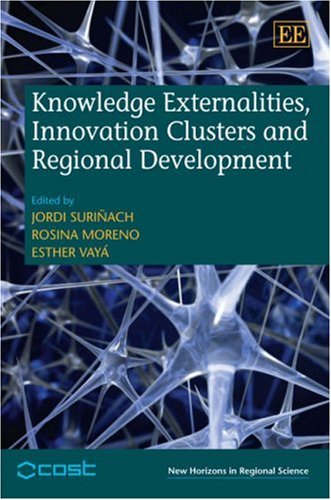 EE
Knowledge Externalities,
Innovation Clusters and
Regional Development
Edited by
JORDI SURIÑACH
ROSINA MORENO
ESTHER VAYÁ
cost
New Horizons in Regional Science